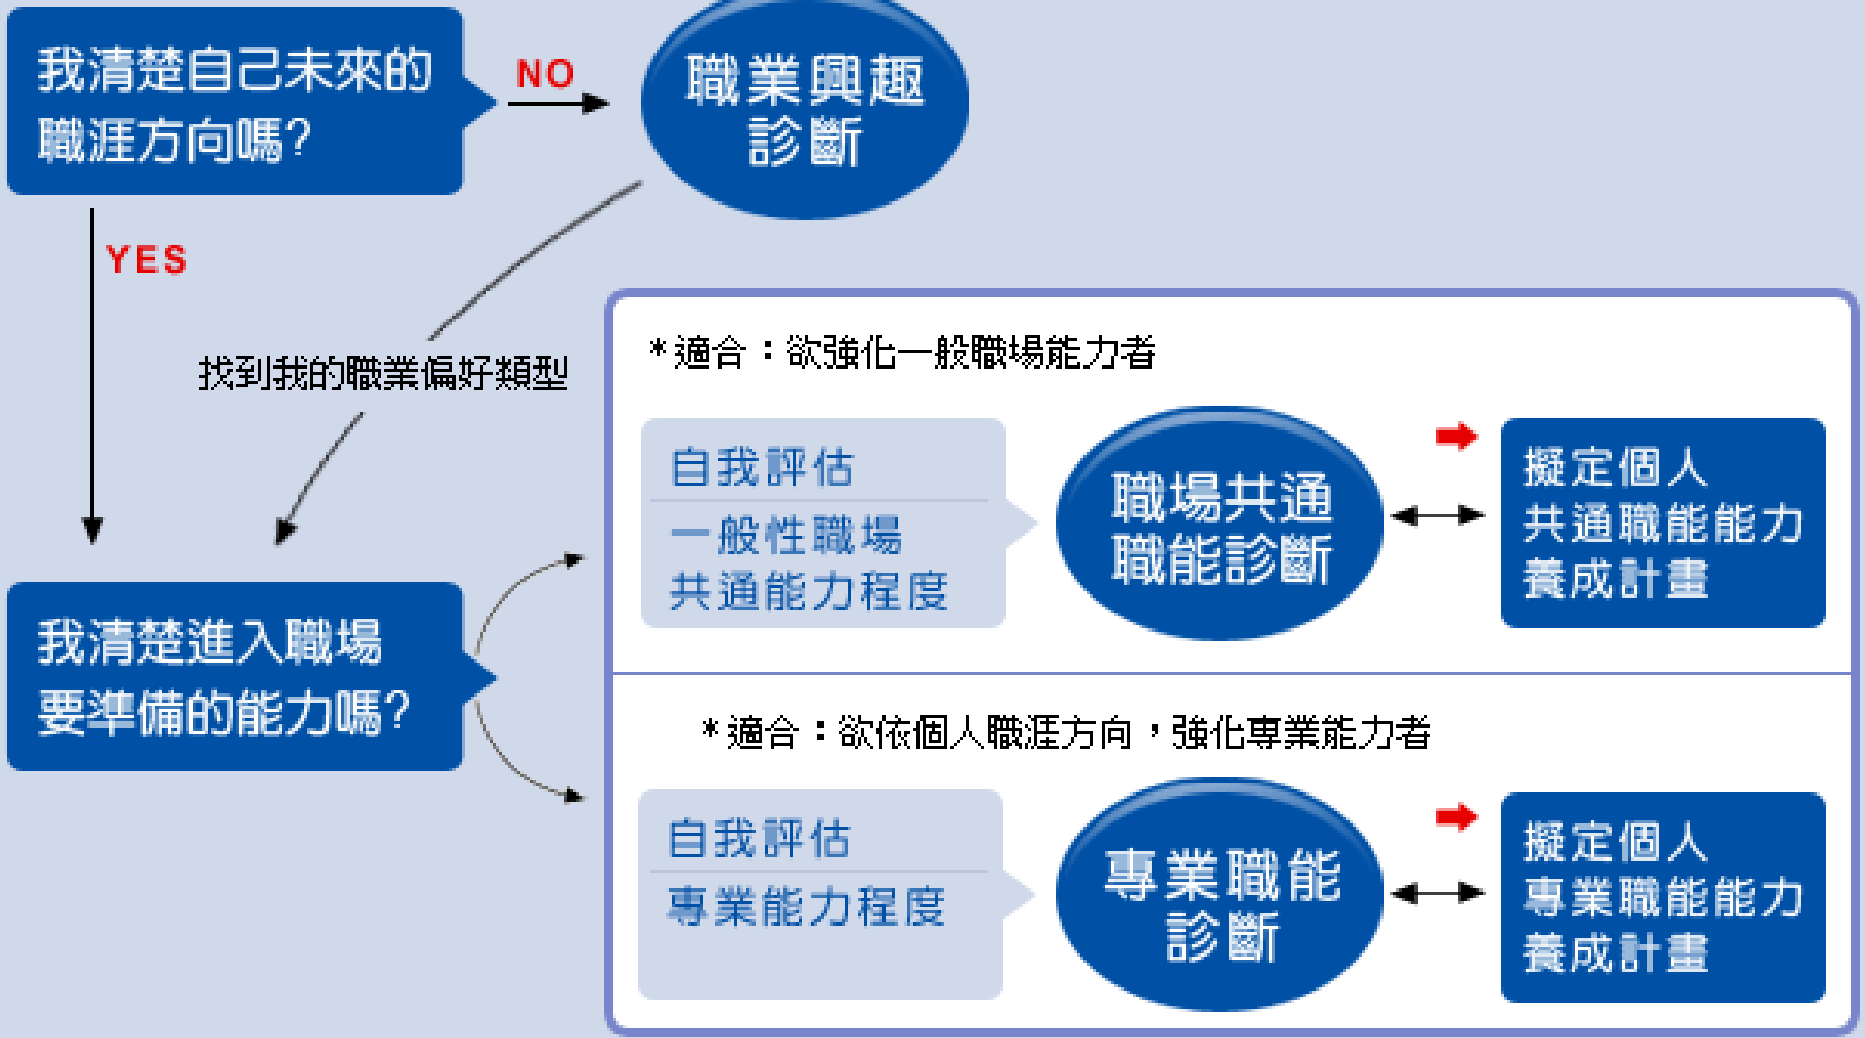 我清楚自己未來的
職涯方向嗎?
NO
職業興趣
診斷
YES
找到我的職業偏好類型
我清楚進入職場
要準備的能力嗎?
*適合：欲強化一般職場能力者
自我評估
一般性職場
共通能力程度
職場共通
職能診斷
擬定個人
共通職能能力
養成計畫
*適合：欲依個人職涯方向，強化專業能力者
自我評估
專業能力程度
專業職能
診斷
擬定個人
專業職能能力
養成計畫